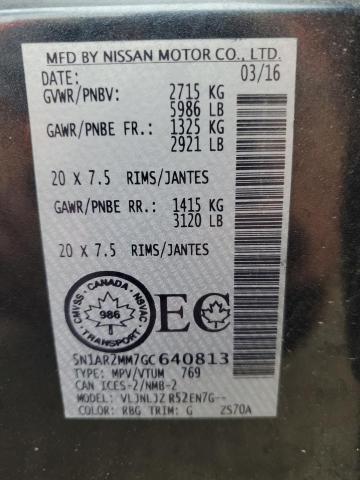 MFD BY NISSAN MOTOR CO., LTD.
DATE: 03/16
GVWR/PNBV: 2715 KG
5986 LB
GAWR/PNBE FR.: 1325 KG
2921 LB
20 X 7.5 RIMS/JANTES
GAWR/PNBE RR.: 1415 KG
3120 LB
20 X 7.5 RIMS/JANTES
CANADA
CMVSS NSVAC
986
TRANSPORT
EC
5N1AR2MM7GC640813
TYPE: MPV/VTUM 769
CAN ICES-2/NMB-2
VLJNLJZ R52EN7G--
COLOR: RBG TRIM: G ZS70A